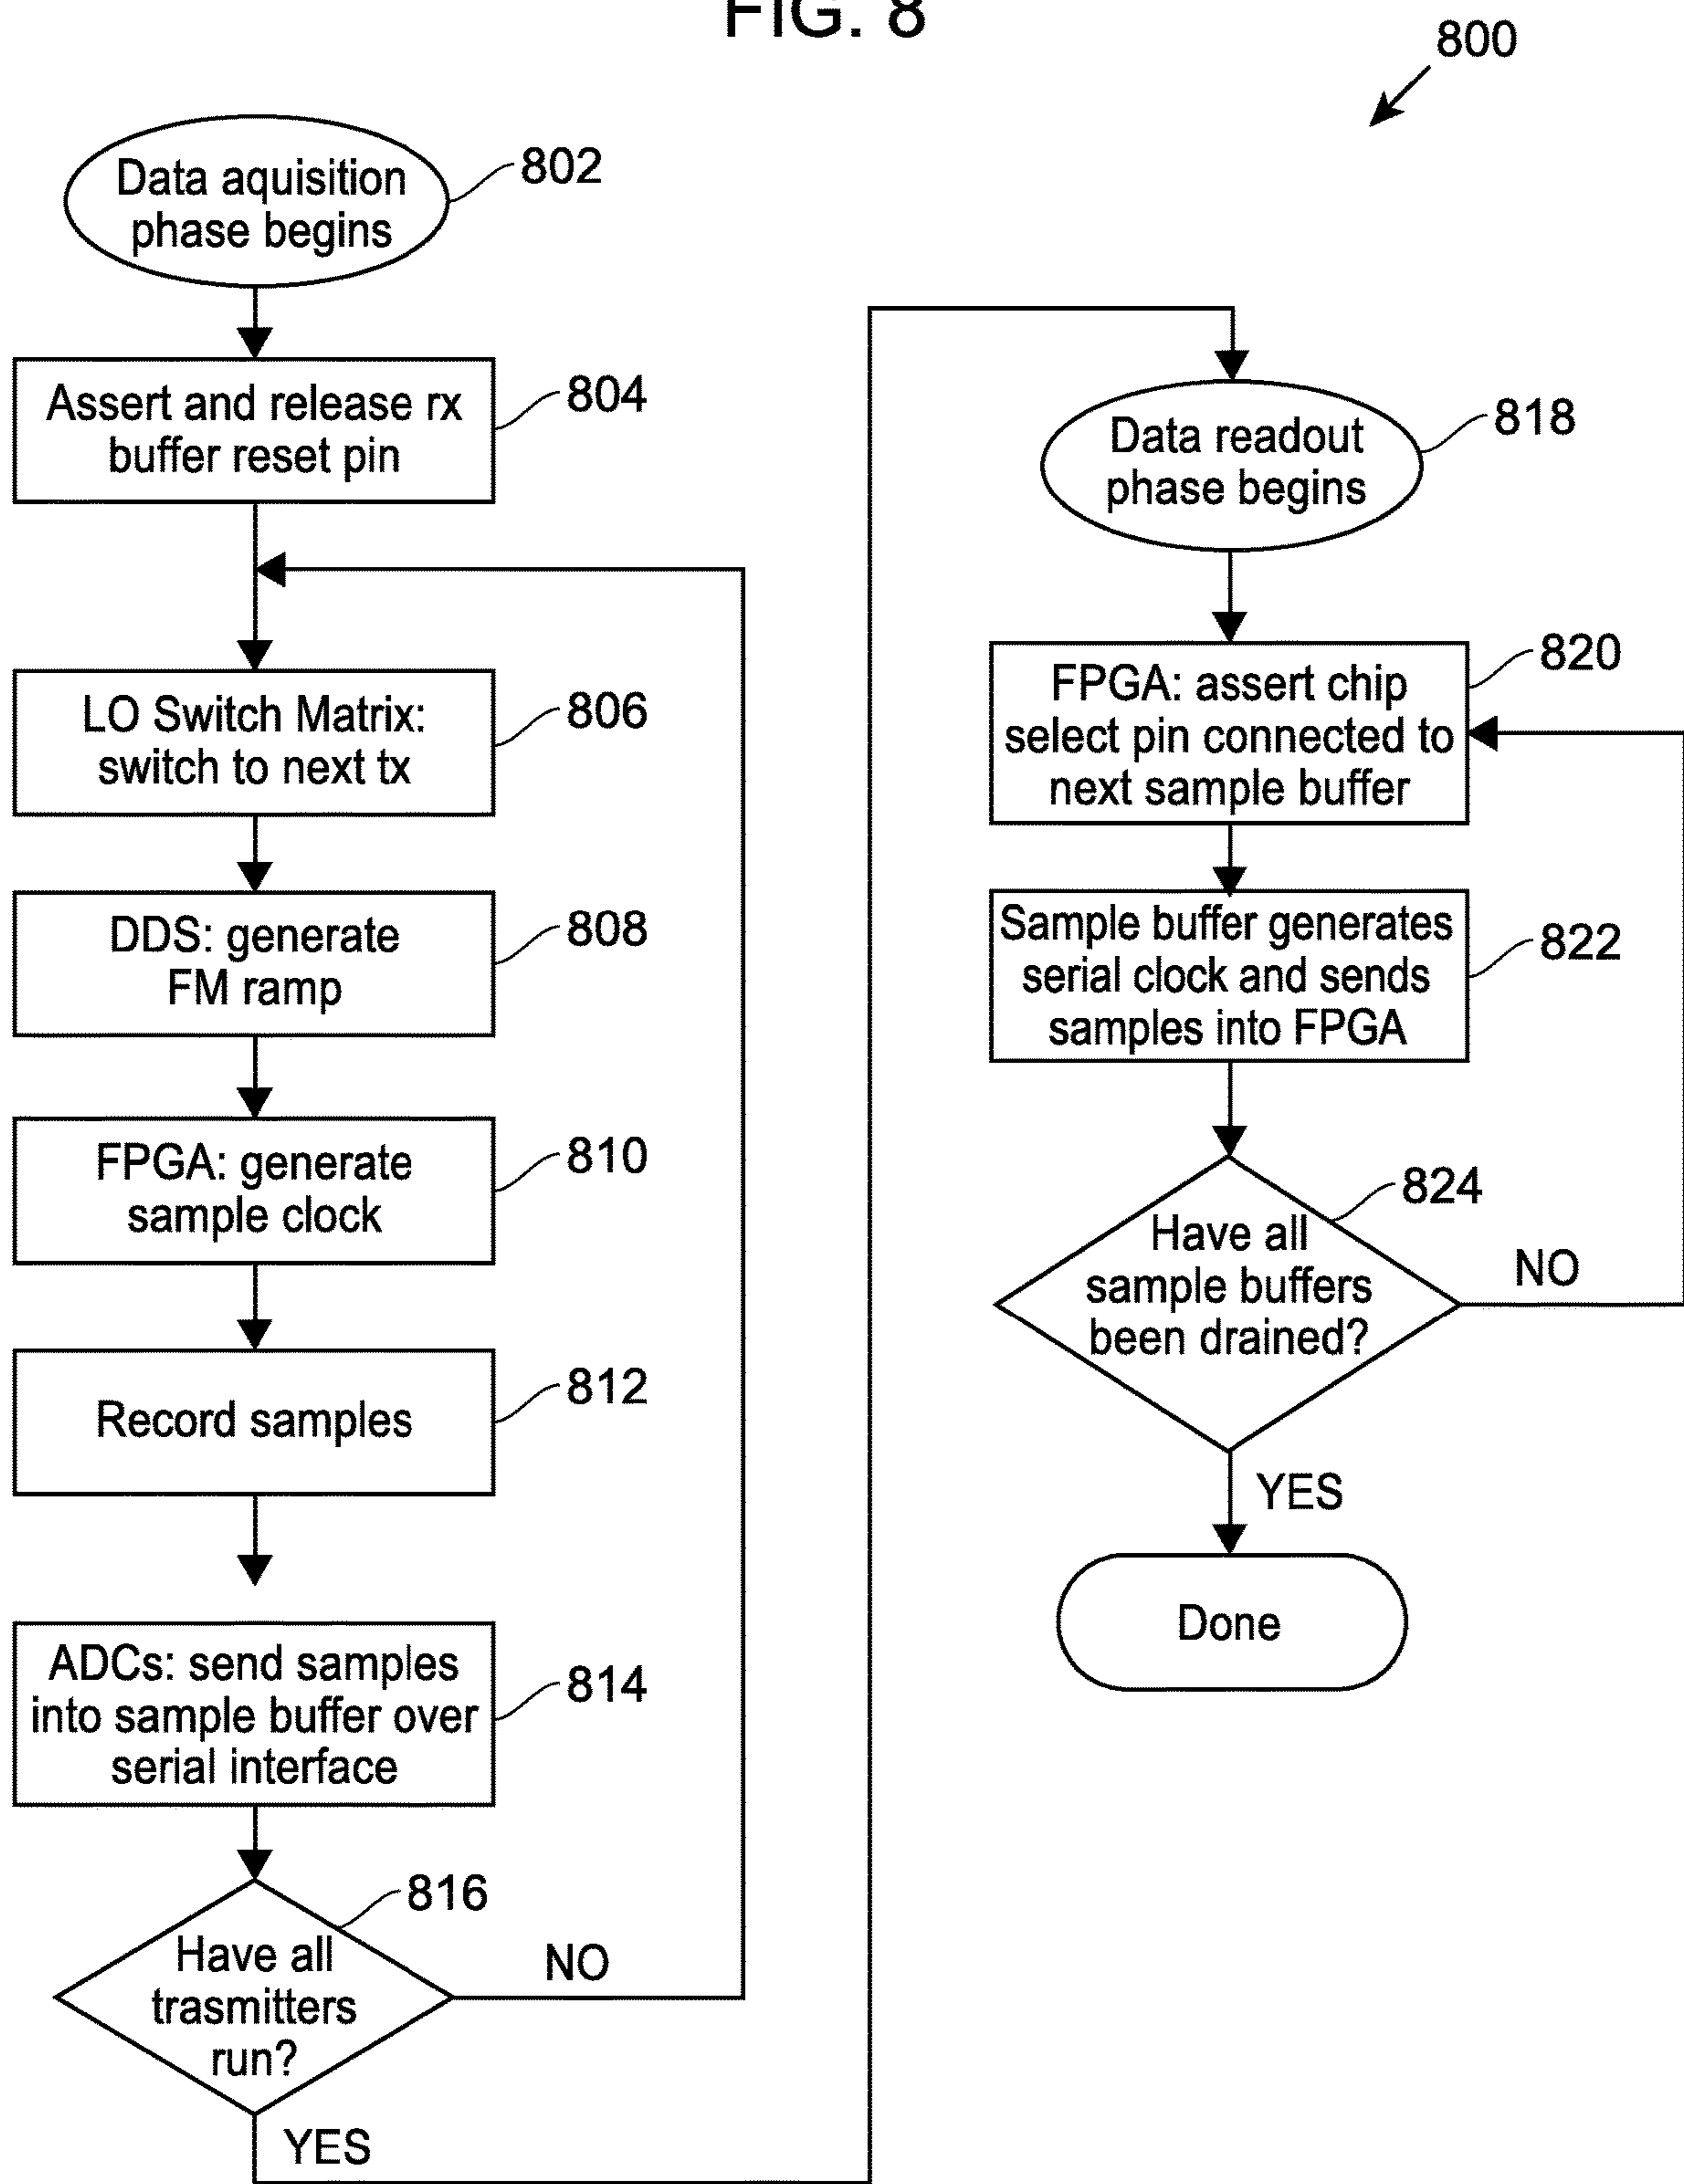 FIG. 8
800
Data aquisition
phase begins
802
Assert and release rx
buffer reset pin
804
LO Switch Matrix:
switch to next tx
806
DDS: generate
FM ramp
808
FPGA: generate
sample clock
810
Record samples
812
ADCs: send samples
into sample buffer over
serial interface
814
Have all
trasmitters
run?
816
NO
YES
Data readout
phase begins
818
FPGA: assert chip
select pin connected to
next sample buffer
820
Sample buffer generates
serial clock and sends
samples into FPGA
822
Have all
sample buffers
been drained?
824
NO
YES
Done